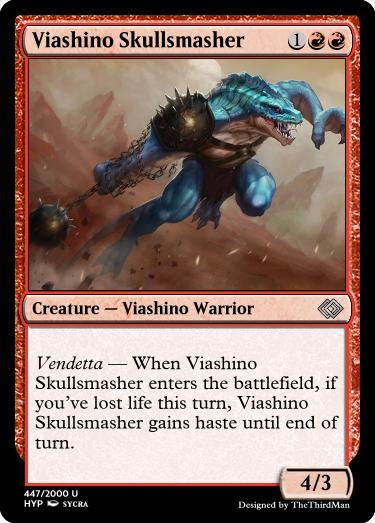 Viashino Skullsmasher 1
Creature — Viashino Warrior
Vendetta — When Viashino
Skullsmasher enters the battlefield, if
you've lost life this turn, Viashino
Skullsmasher gains haste until end of
turn.
4/3
447/2000 U
HYP SYCRA
Designed by TheThirdMan